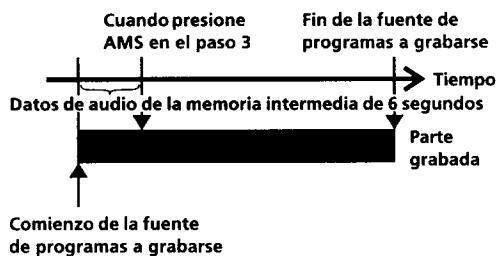 Cuando presione
AMS en el paso 3
Fin de la fuente de
programas a grabarse
Tiempo
Datos de audio de la memoria intermedia de 6 segundos
Parte
grabada
Comienzo de la fuente
de programas a grabarse